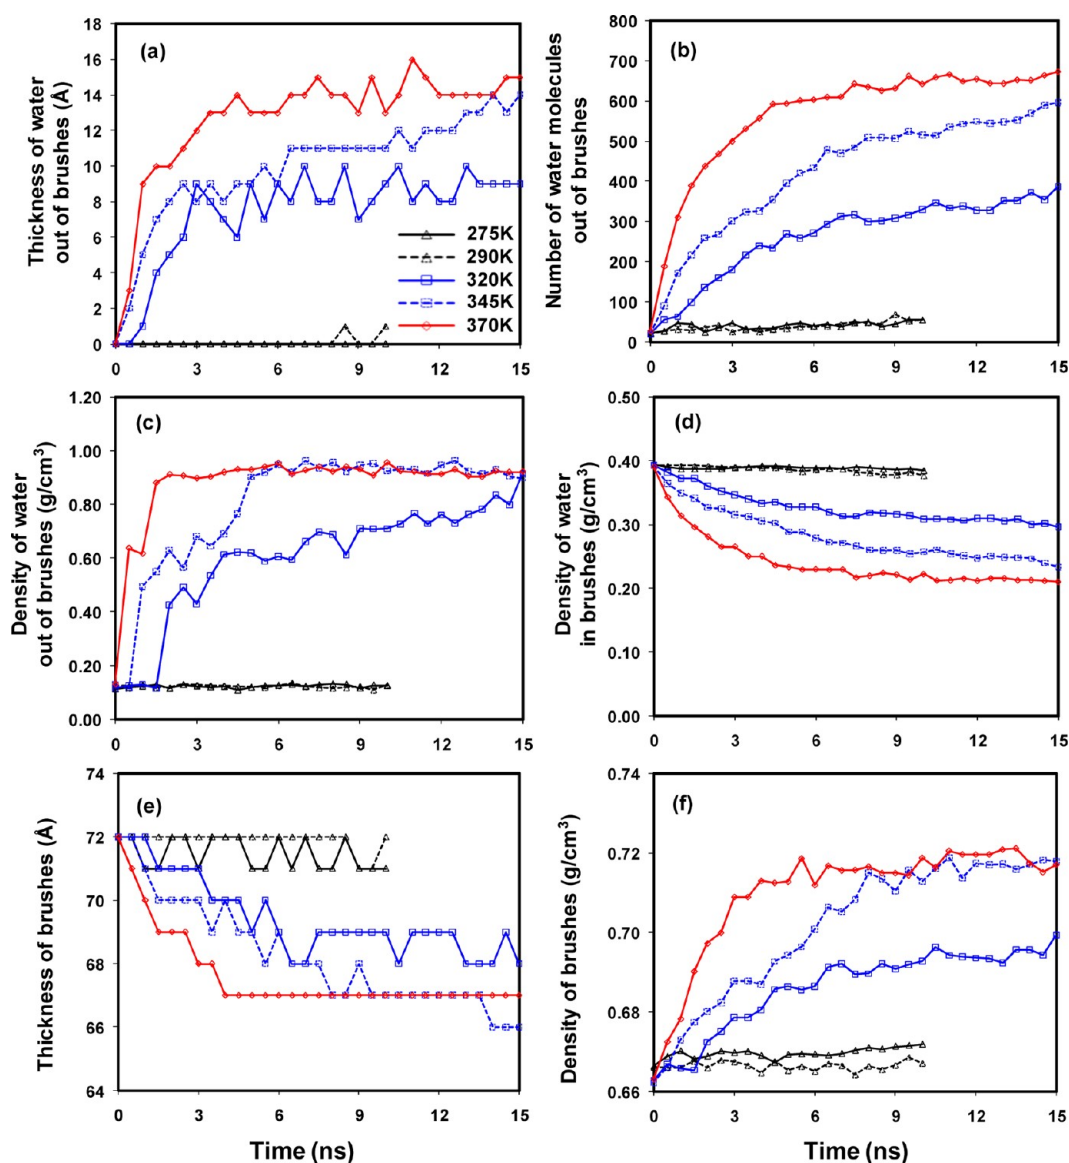 (a)
Thickness of water
out of brushes (Å)
18
16
14
12
10
8
6
4
2
0
0 3 6 9 12 15
275K
290K
320K
345K
370K
(b)
Number of water molecules
out of brushes
800
700
600
500
400
300
200
100
0
0 3 6 9 12 15
(c)
Density of water
out of brushes (g/cm³)
1.20
1.00
0.80
0.60
0.40
0.20
0.00
0 3 6 9 12 15
(d)
Density of water
in brushes (g/cm³)
0.50
0.40
0.30
0.20
0.10
0.00
0 3 6 9 12 15
(e)
Thickness of brushes (Å)
74
72
70
68
66
64
0 3 6 9 12 15
Time (ns)
(f)
Density of brushes (g/cm³)
0.74
0.72
0.70
0.68
0.66
0 3 6 9 12 15
Time (ns)